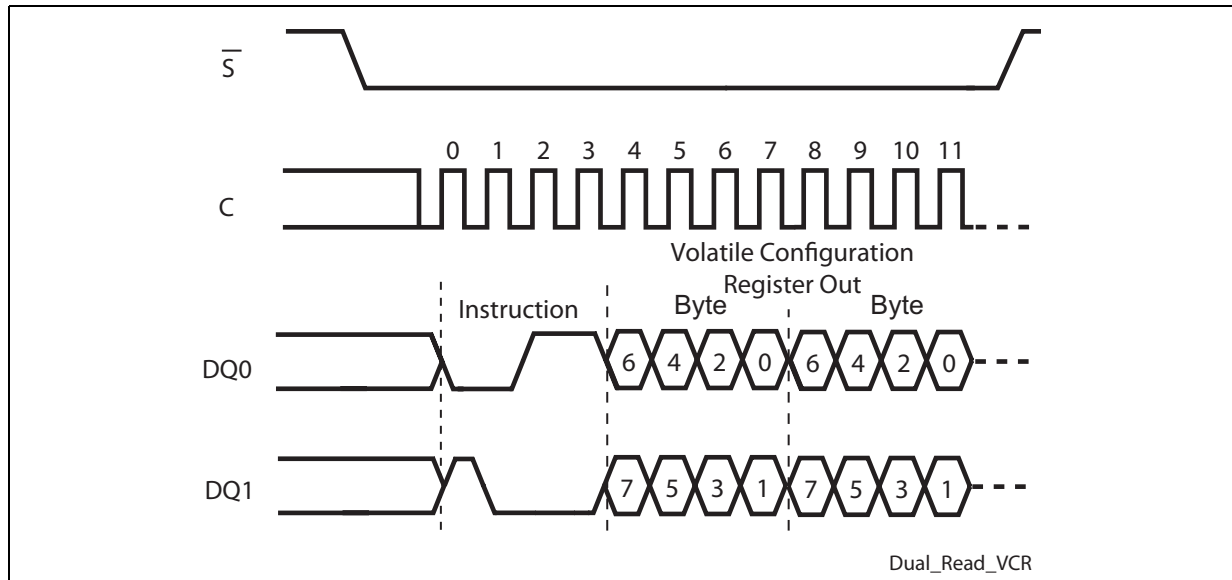 S
0 1 2 3 4 5 6 7 8 9 10 11
C
Volatile Configuration
Register Out
Instruction
Byte Byte
DQ0
6 4 2 0 6 4 2 0
DQ1
7 5 3 1 7 5 3 1
Dual_Read_VCR